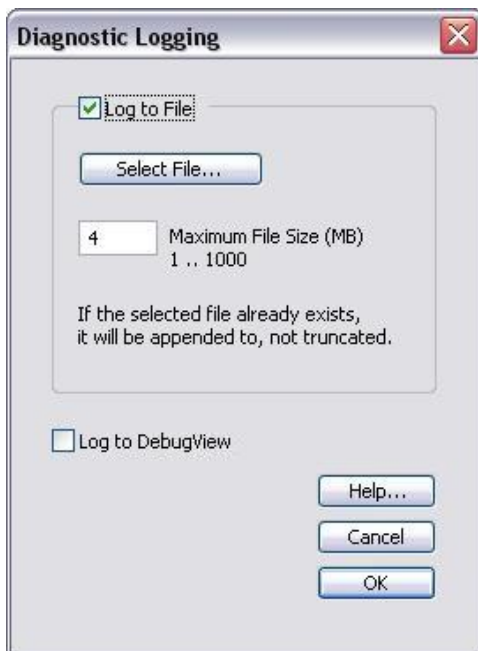 Diagnostic Logging
Log to File
Select File...
4
Maximum File Size (MB)
1 .. 1000
If the selected file already exists,
it will be appended to, not truncated.
Log to DebugView
Help...
Cancel
OK